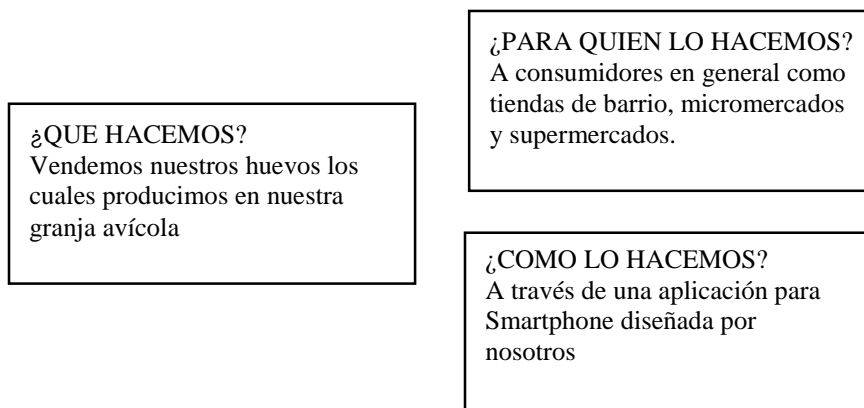 ¿QUE HACEMOS?
Vendemos nuestros huevos los
cuales producimos en nuestra
granja avícola
¿PARA QUIEN LO HACEMOS?
A consumidores en general como
tiendas de barrio, micromercados
y supermercados.
¿COMO LO HACEMOS?
A través de una aplicación para
Smartphone diseñada por
nosotros